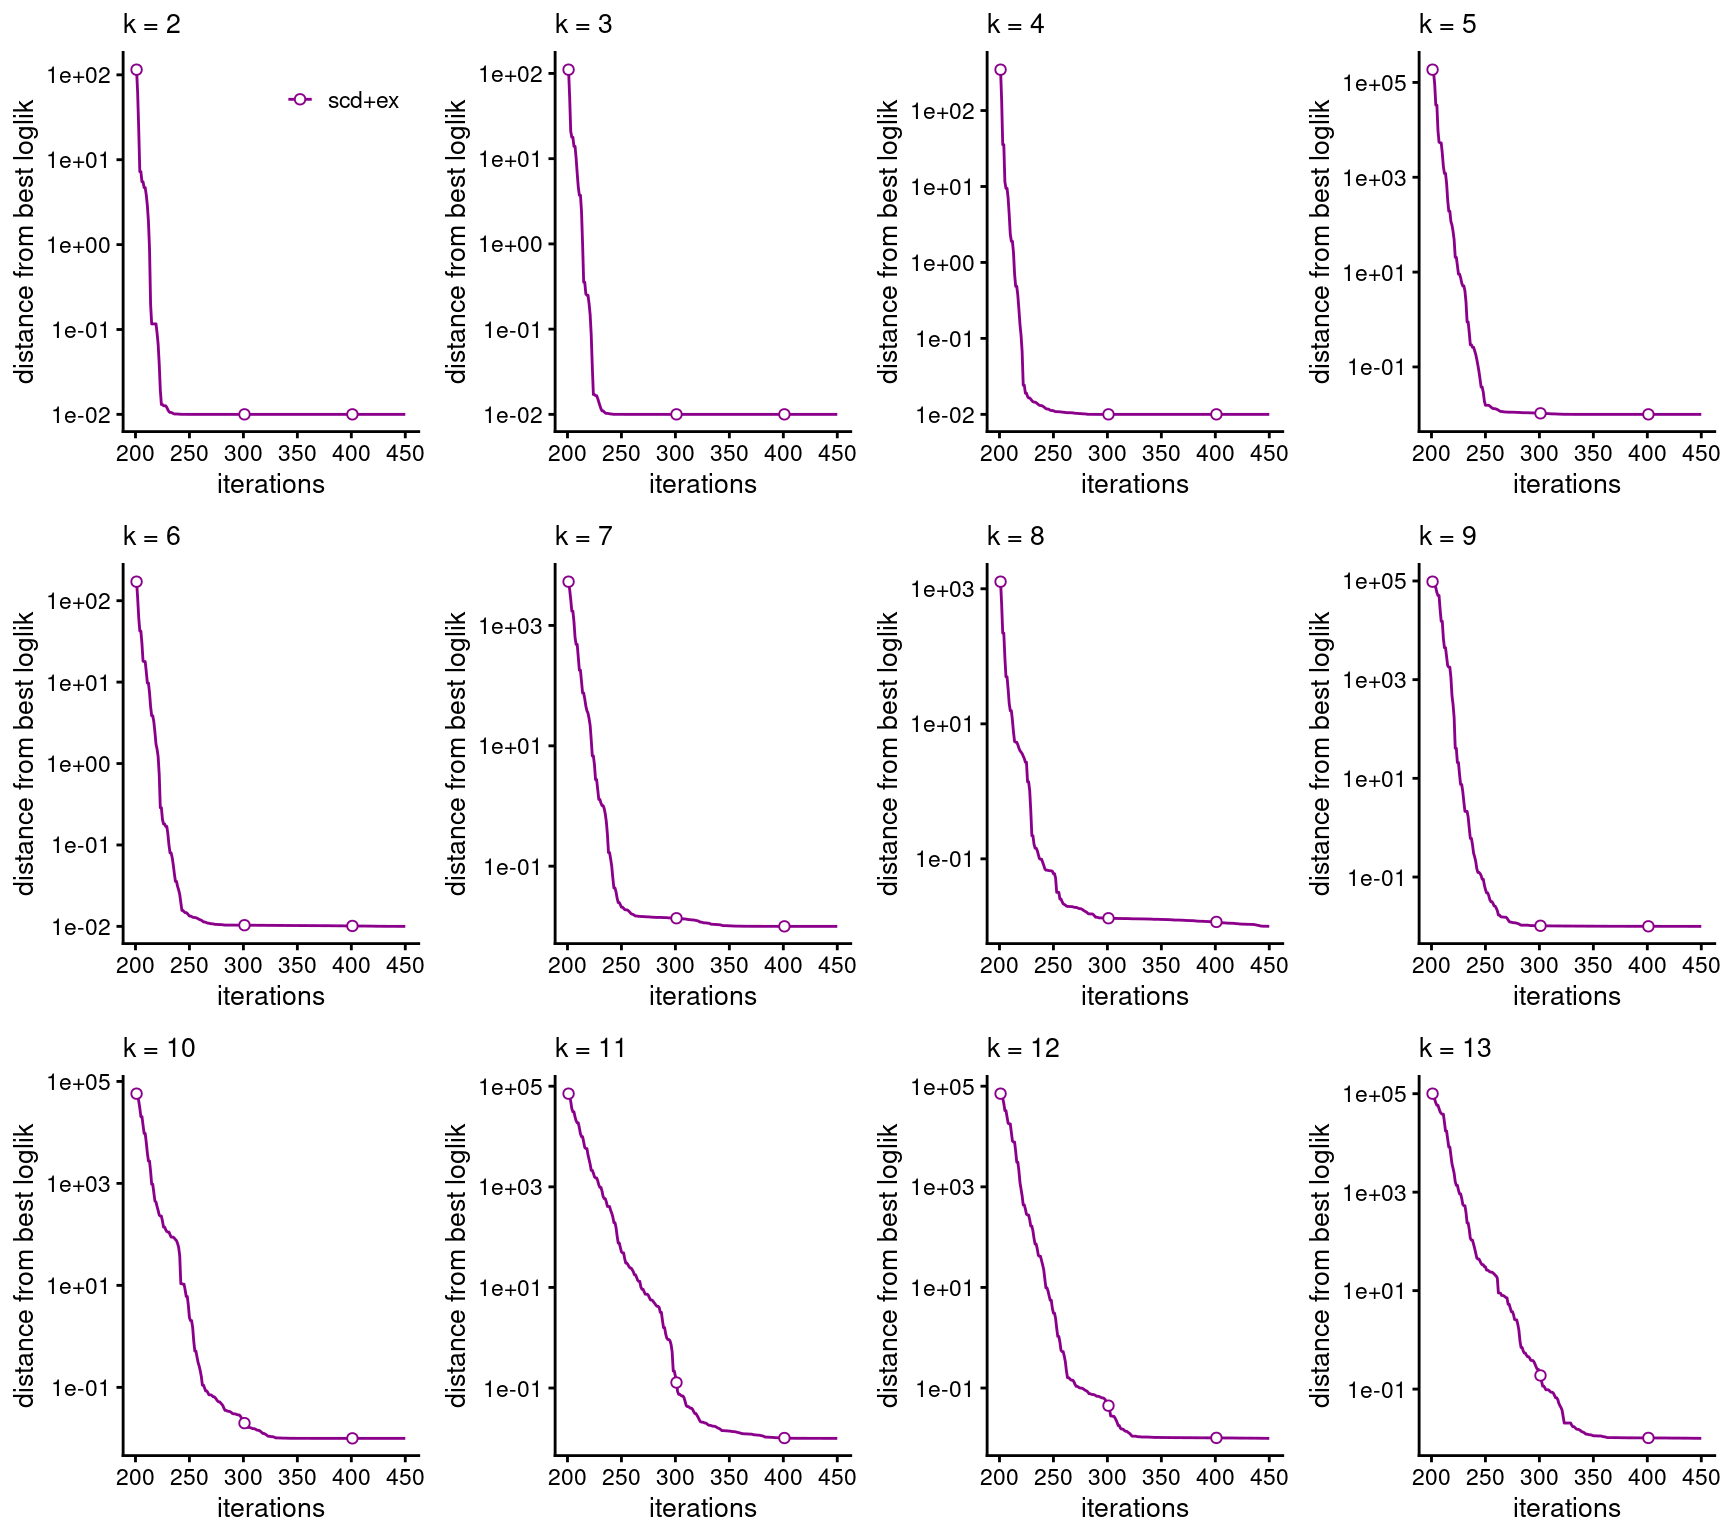 k = 2
1e+02
1e+01
1e+00
1e-01
1e-02
200 250 300 350 400 450
iterations
distance from best loglik
scd+ex
k = 3
1e+02
1e+01
1e+00
1e-01
1e-02
200 250 300 350 400 450
iterations
distance from best loglik
k = 4
1e+02
1e+01
1e+00
1e-01
1e-02
200 250 300 350 400 450
iterations
distance from best loglik
k = 5
1e+05
1e+03
1e+01
1e-01
200 250 300 350 400 450
iterations
distance from best loglik
k = 6
1e+02
1e+01
1e+00
1e-01
1e-02
200 250 300 350 400 450
iterations
distance from best loglik
k = 7
1e+03
1e+01
1e-01
200 250 300 350 400 450
iterations
distance from best loglik
k = 8
1e+03
1e+01
1e-01
200 250 300 350 400 450
iterations
distance from best loglik
k = 9
1e+05
1e+03
1e+01
1e-01
200 250 300 350 400 450
iterations
distance from best loglik
k = 10
1e+05
1e+03
1e+01
1e-01
200 250 300 350 400 450
iterations
distance from best loglik
k = 11
1e+05
1e+03
1e+01
1e-01
200 250 300 350 400 450
iterations
distance from best loglik
k = 12
1e+05
1e+03
1e+01
1e-01
200 250 300 350 400 450
iterations
distance from best loglik
k = 13
1e+05
1e+03
1e+01
1e-01
200 250 300 350 400 450
iterations
distance from best loglik